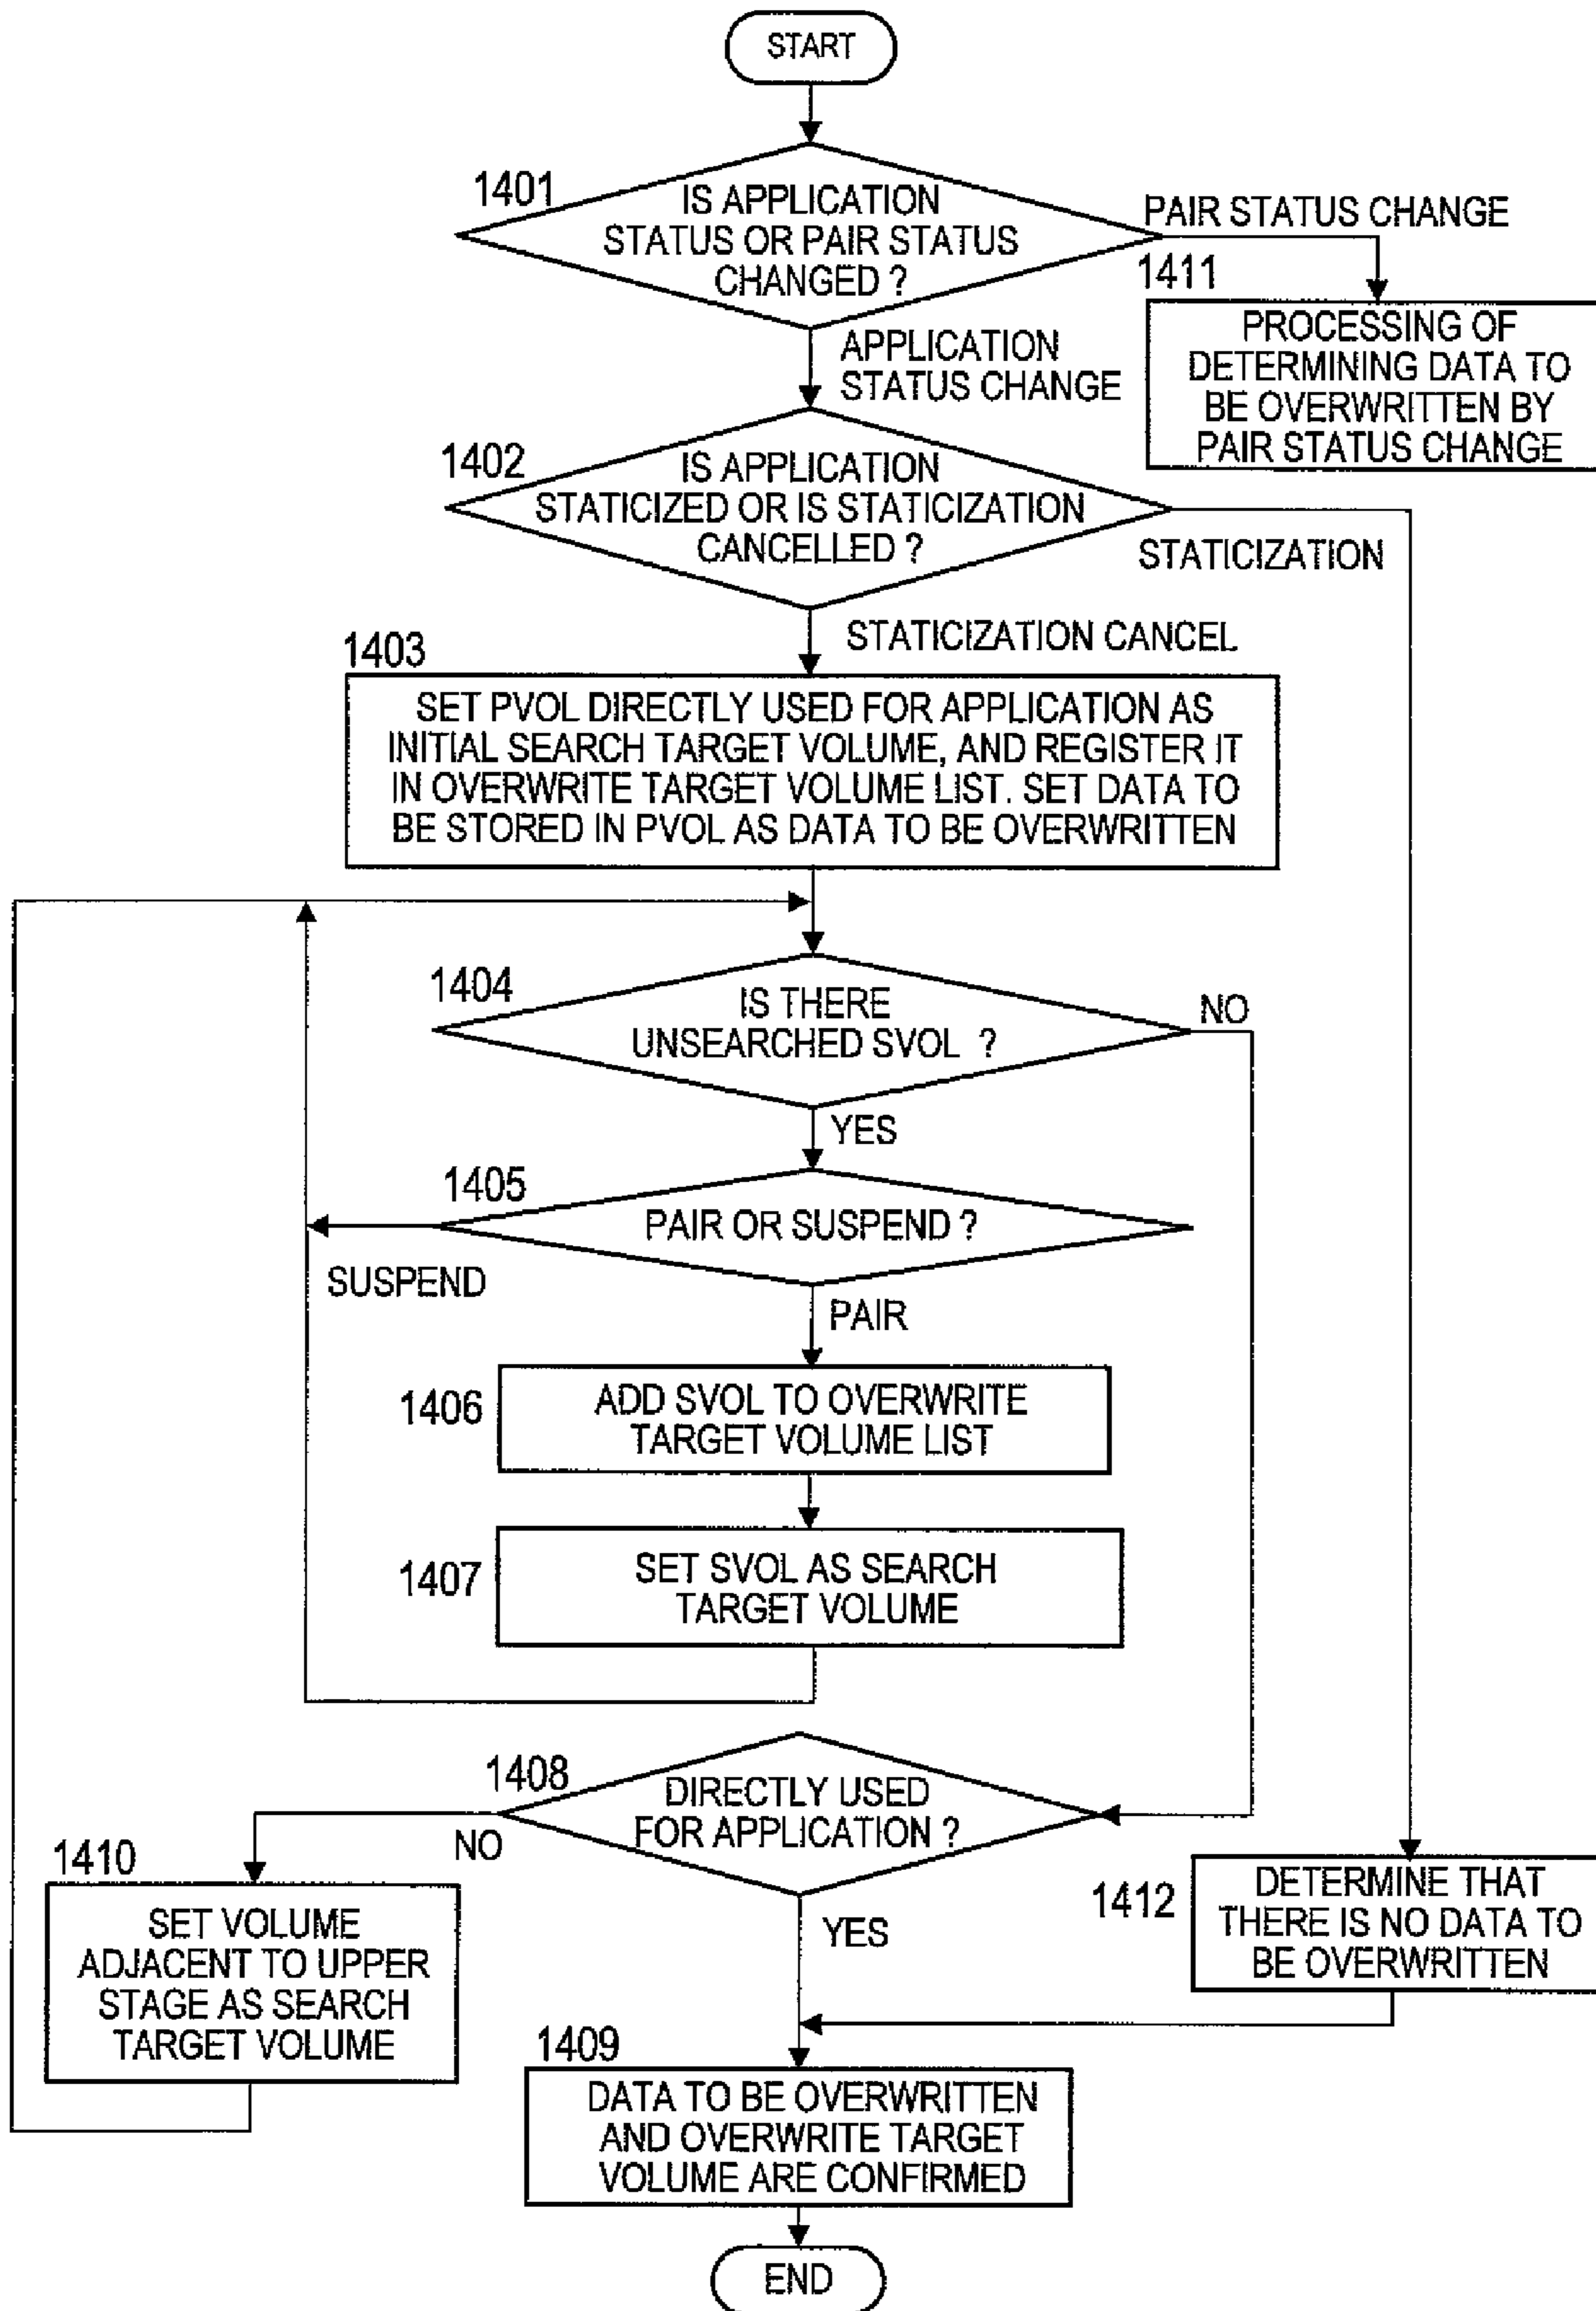 START
1401
IS APPLICATION
STATUS OR PAIR STATUS
CHANGED ?
PAIR STATUS CHANGE
1411
PROCESSING OF
DETERMINING DATA TO
BE OVERWRITTEN BY
PAIR STATUS CHANGE
APPLICATION
STATUS CHANGE
1402
IS APPLICATION
STATICIZED OR IS STATICIZATION
CANCELLED ?
STATICIZATION
STATICIZATION CANCEL
1403
SET PVOL DIRECTLY USED FOR APPLICATION AS
INITIAL SEARCH TARGET VOLUME, AND REGISTER IT
IN OVERWRITE TARGET VOLUME LIST. SET DATA TO
BE STORED IN PVOL AS DATA TO BE OVERWRITTEN
1404
IS THERE
UNSEARCHED SVOL ?
NO
YES
1405
PAIR OR SUSPEND ?
SUSPEND
PAIR
1406
ADD SVOL TO OVERWRITE
TARGET VOLUME LIST
1407
SET SVOL AS SEARCH
TARGET VOLUME
1408
DIRECTLY USED
FOR APPLICATION ?
NO
YES
1410
SET VOLUME
ADJACENT TO UPPER
STAGE AS SEARCH
TARGET VOLUME
1412
DETERMINE THAT
THERE IS NO DATA TO
BE OVERWRITTEN
1409
DATA TO BE OVERWRITTEN
AND OVERWRITE TARGET
VOLUME ARE CONFIRMED
END